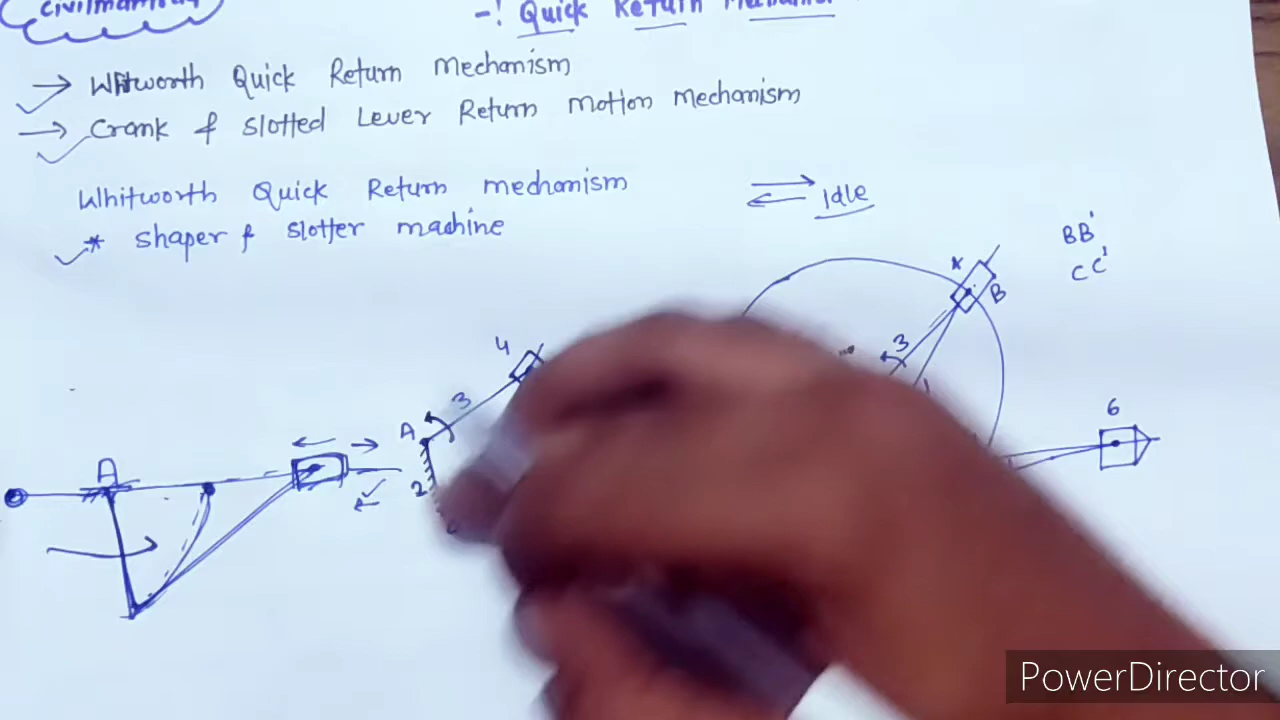 -! Quick Return
→ Whitworth Quick Return Mechanism
→ Crank & Slotted Lever Return Motion Mechanism
Whitworth Quick Return mechanism
Idle
* shaper & slotter machine
BB'
CC'
B
4
3
3
A
6
A
2
PowerDirector